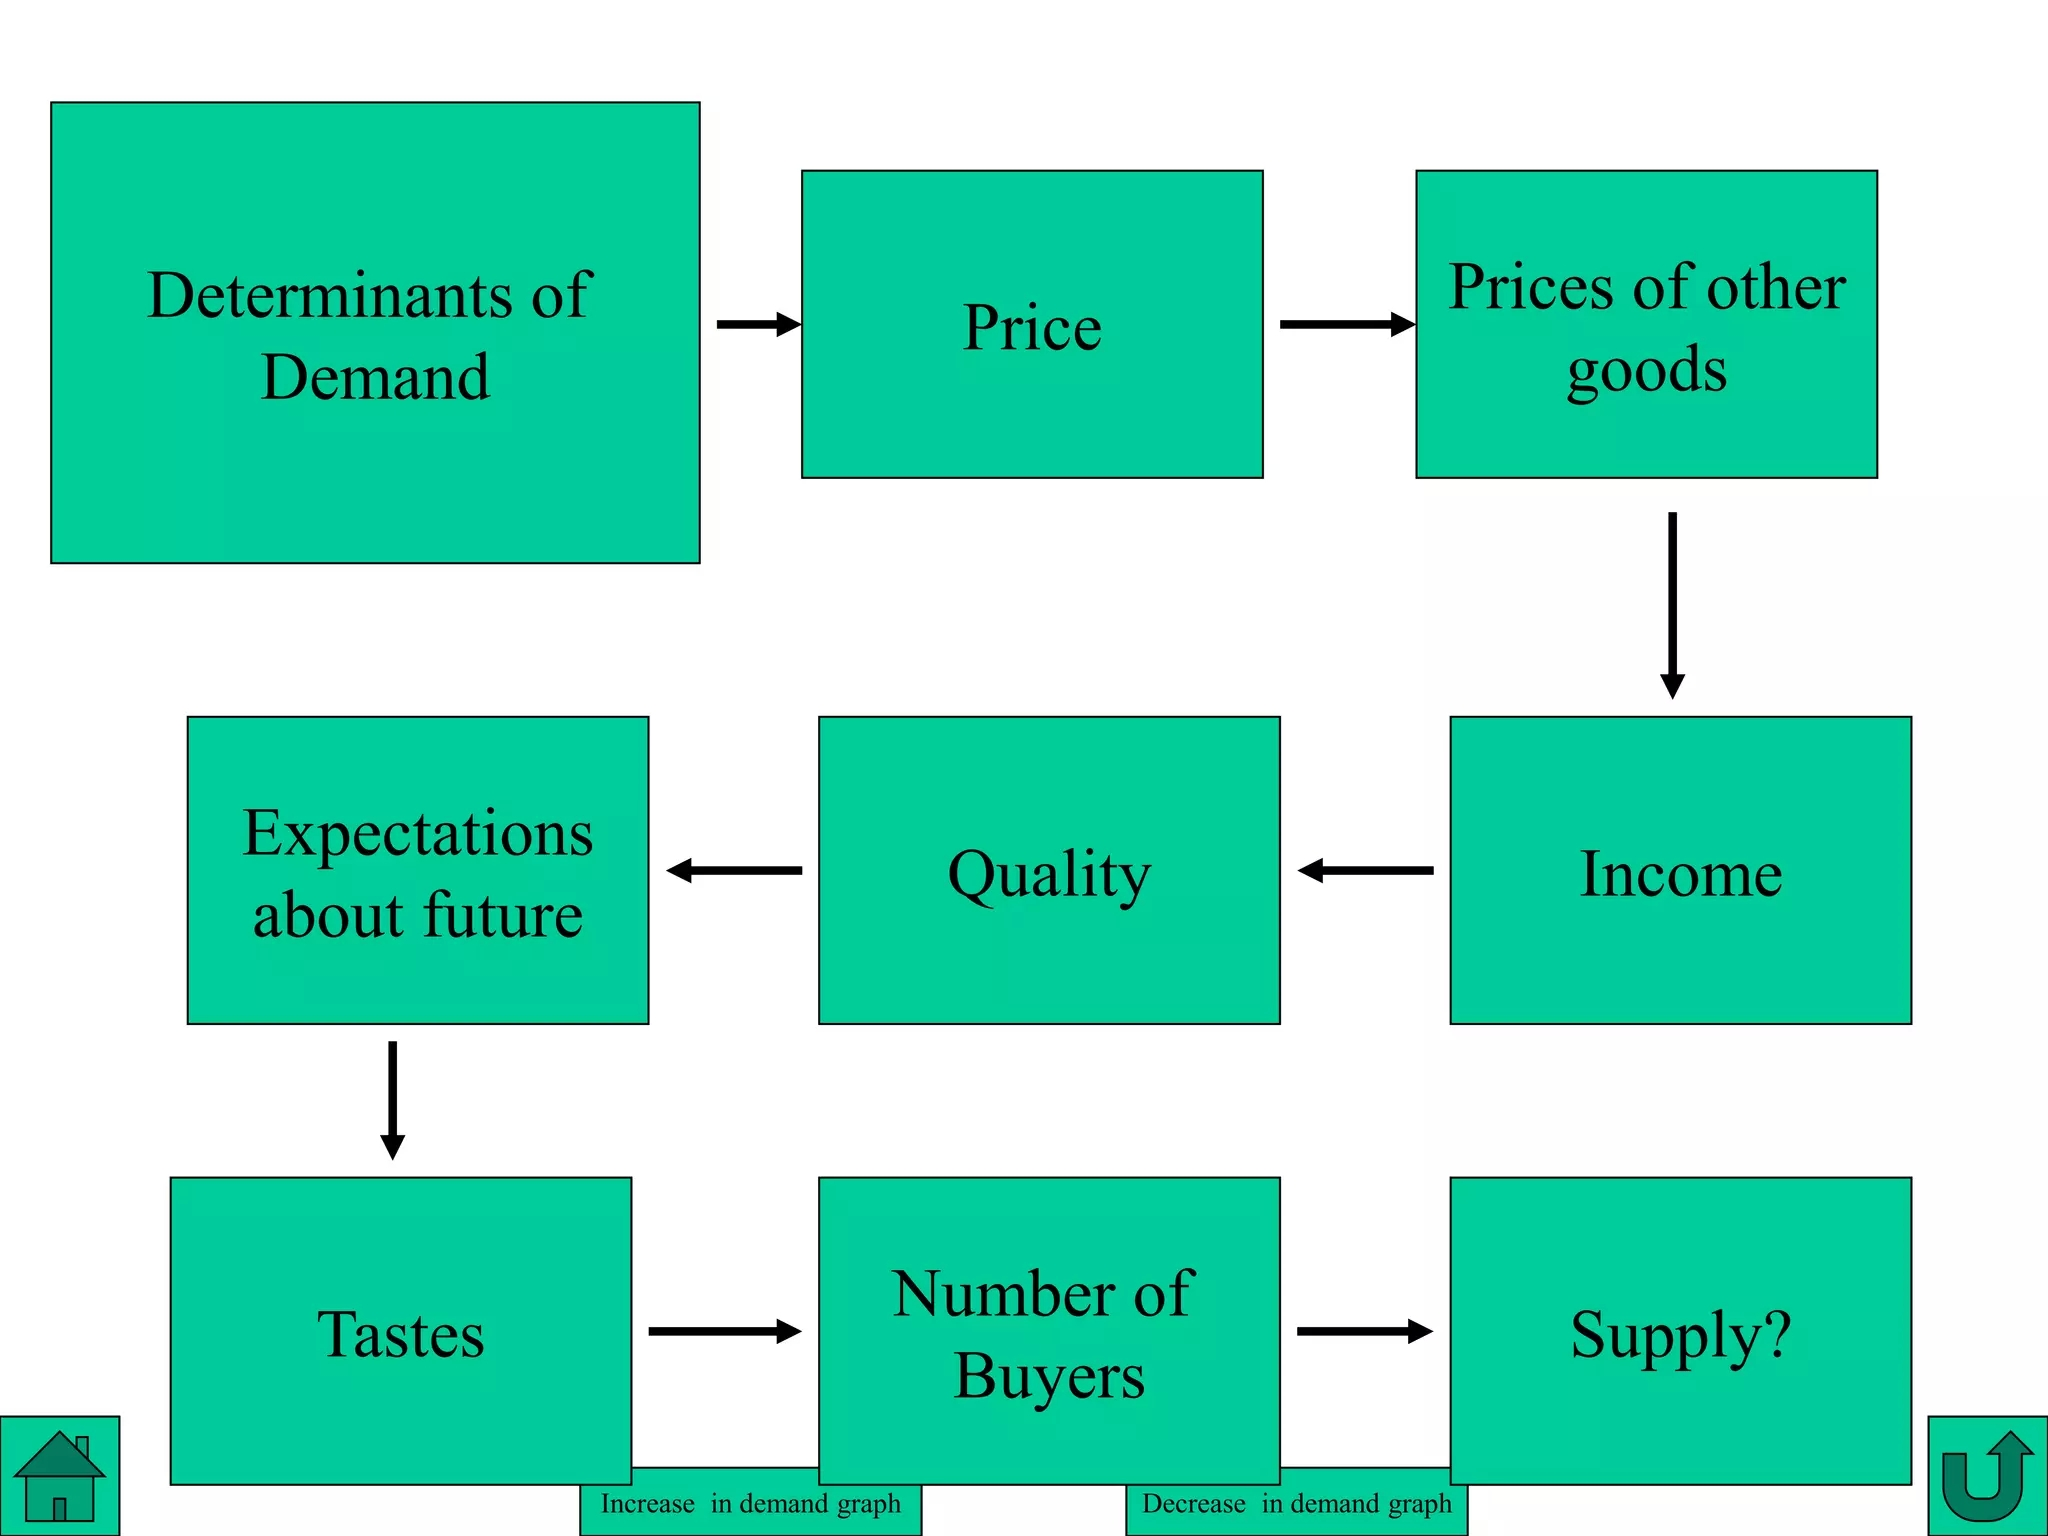 Determinants of
Demand
Price
Prices of other
goods
Expectations
about future
Quality
Income
Tastes
Number of
Buyers
Supply?
Increase  in demand graph
Decrease  in demand graph